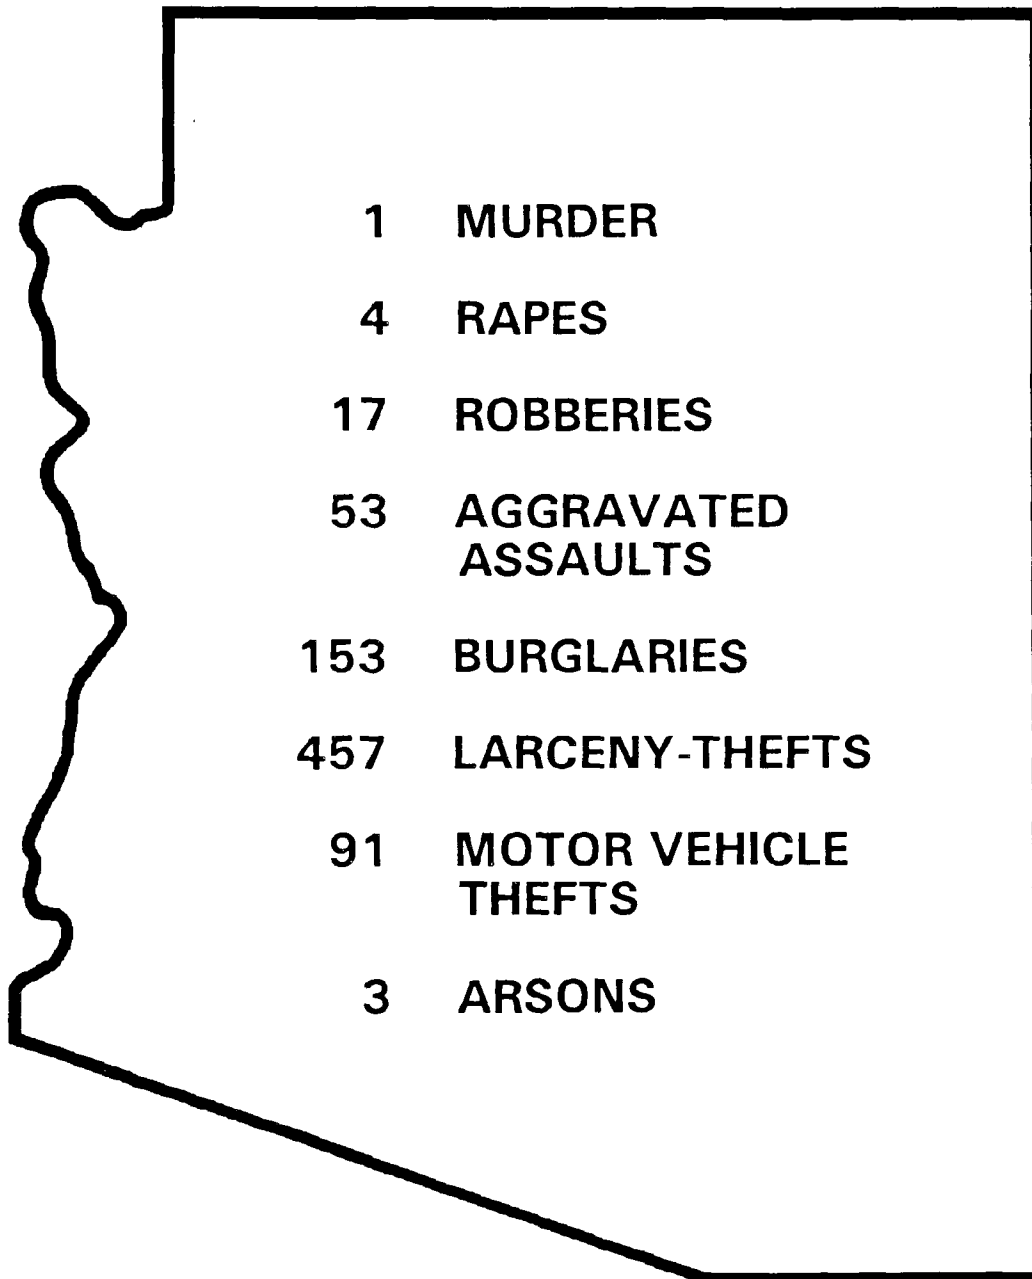 1 MURDER
4 RAPES
17 ROBBERIES
53 AGGRAVATED
ASSAULTS
153 BURGLARIES
457 LARCENY-THEFTS
91 MOTOR VEHICLE
THEFTS
3 ARSONS